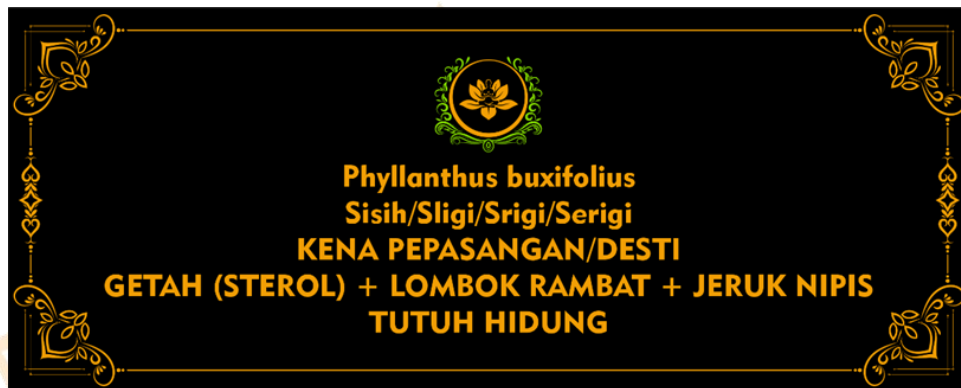 Phyllanthus buxifolius
Sisih/Sligi/Srigi/Serigi
KENA PEPASANGAN/DESTI
GETAH (STEROL) + LOMBOK RAMBAT + JERUK NIPIS
TUTUH HIDUNG